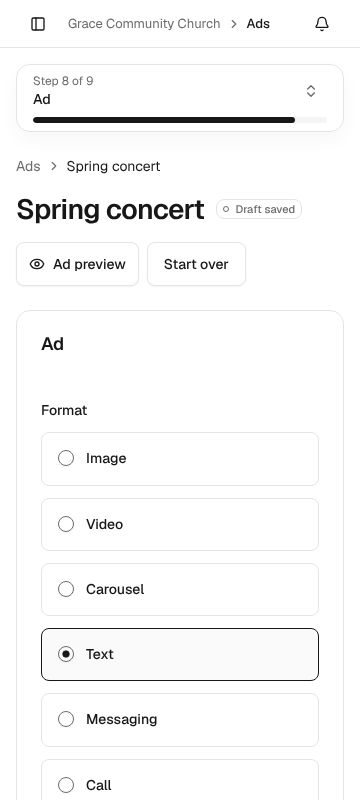 Grace Community Church > Ads
Step 8 of 9
Ad
Ads > Spring concert
Spring concert
Draft saved
Ad preview
Start over
Ad
Format
Image
Video
Carousel
Text
Messaging
Call